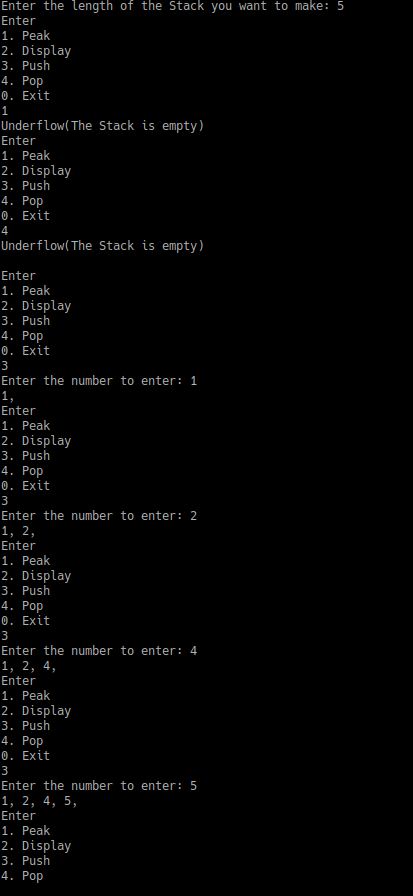 Enter the length of the Stack you want to make: 5
Enter
1. Peak
2. Display
3. Push
4. Pop
0. Exit
1
Underflow(The Stack is empty)
Enter
1. Peak
2. Display
3. Push
4. Pop
0. Exit
4
Underflow(The Stack is empty)

Enter
1. Peak
2. Display
3. Push
4. Pop
0. Exit
3
Enter the number to enter: 1
1,
Enter
1. Peak
2. Display
3. Push
4. Pop
0. Exit
3
Enter the number to enter: 2
1, 2,
Enter
1. Peak
2. Display
3. Push
4. Pop
0. Exit
3
Enter the number to enter: 4
1, 2, 4,
Enter
1. Peak
2. Display
3. Push
4. Pop
0. Exit
3
Enter the number to enter: 5
1, 2, 4, 5,
Enter
1. Peak
2. Display
3. Push
4. Pop